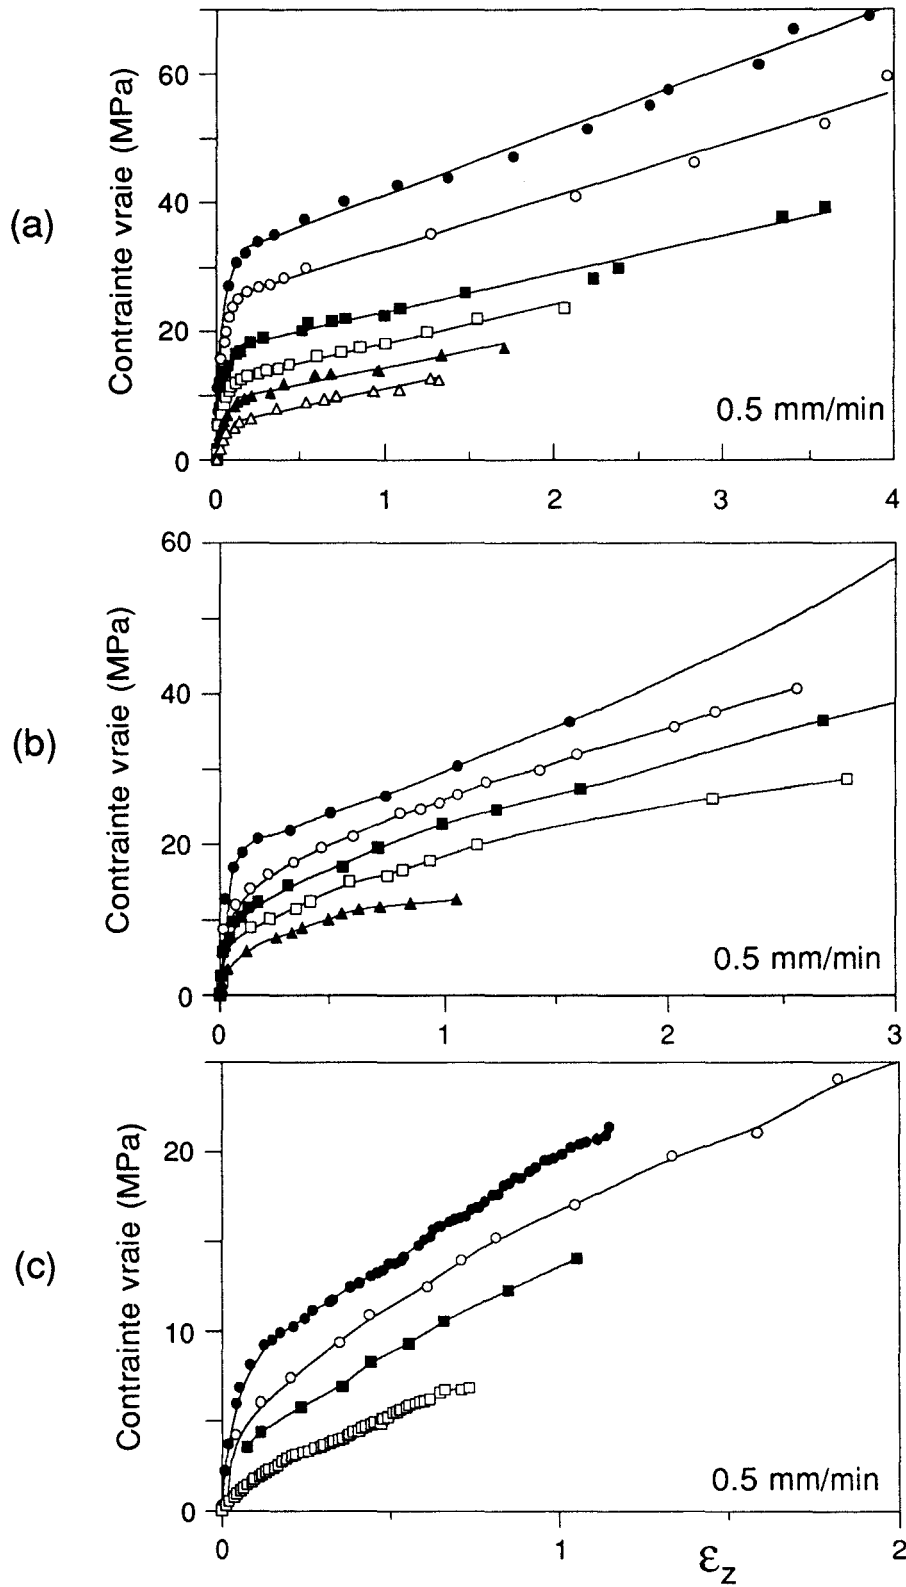 (a)
Contrainte vraie (MPa)
60
40
20
0
0.5 mm/min
0 1 2 3 4
(b)
Contrainte vraie (MPa)
60
40
20
0
0.5 mm/min
0 1 2 3
(c)
Contrainte vraie (MPa)
20
10
0
0.5 mm/min
0 1 2
εz